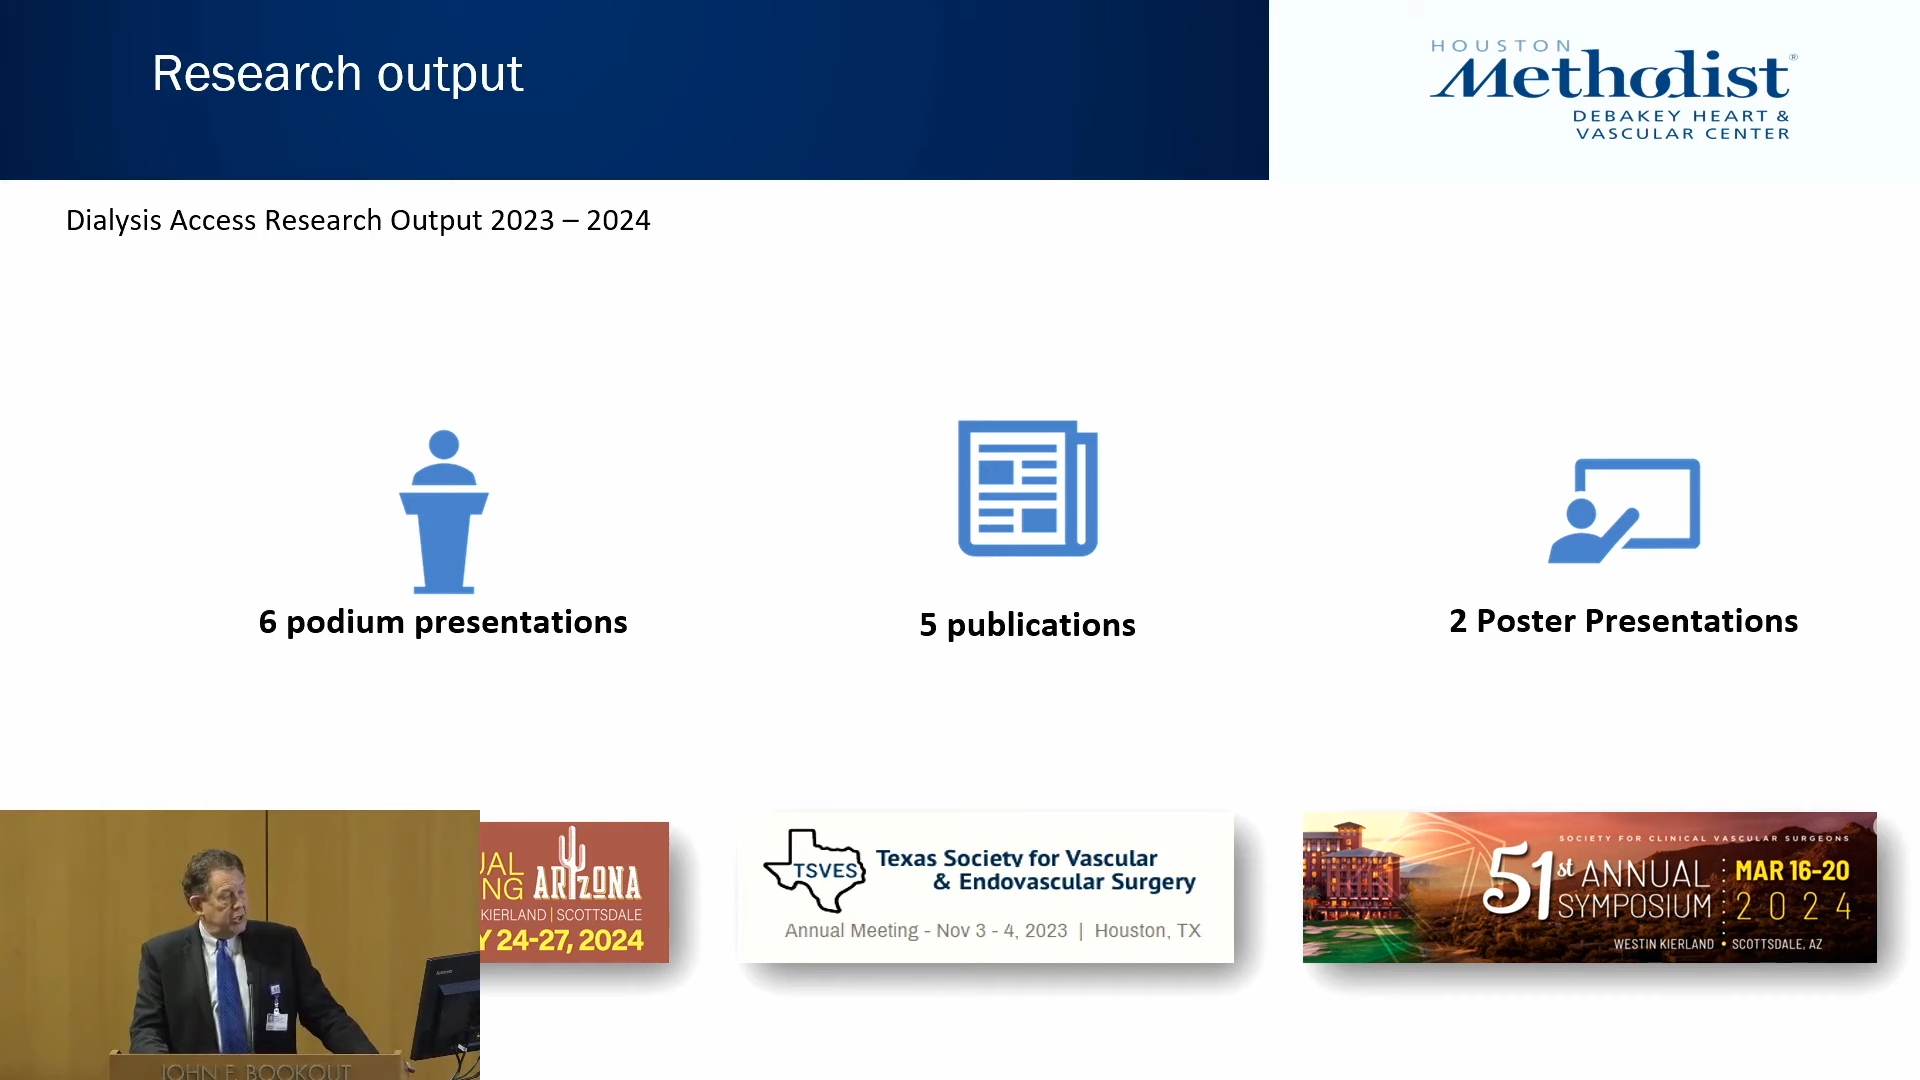 Research output
HOUSTON
Methodist®
DEBAKEY HEART &
VASCULAR CENTER
Dialysis Access Research Output 2023 – 2024
6 podium presentations
5 publications
2 Poster Presentations
ARIZONA
KIERLAND | SCOTTSDALE
24-27, 2024
TSVES
Texas Society for Vascular
& Endovascular Surgery
Annual Meeting - Nov 3 - 4, 2023 | Houston, TX
SOCIETY FOR CLINICAL VASCULAR SURGEONS
51st ANNUAL
SYMPOSIUM
MAR 16-20
2024
WESTIN KIERLAND • SCOTTSDALE, AZ
JOHN F. BOOKOUT